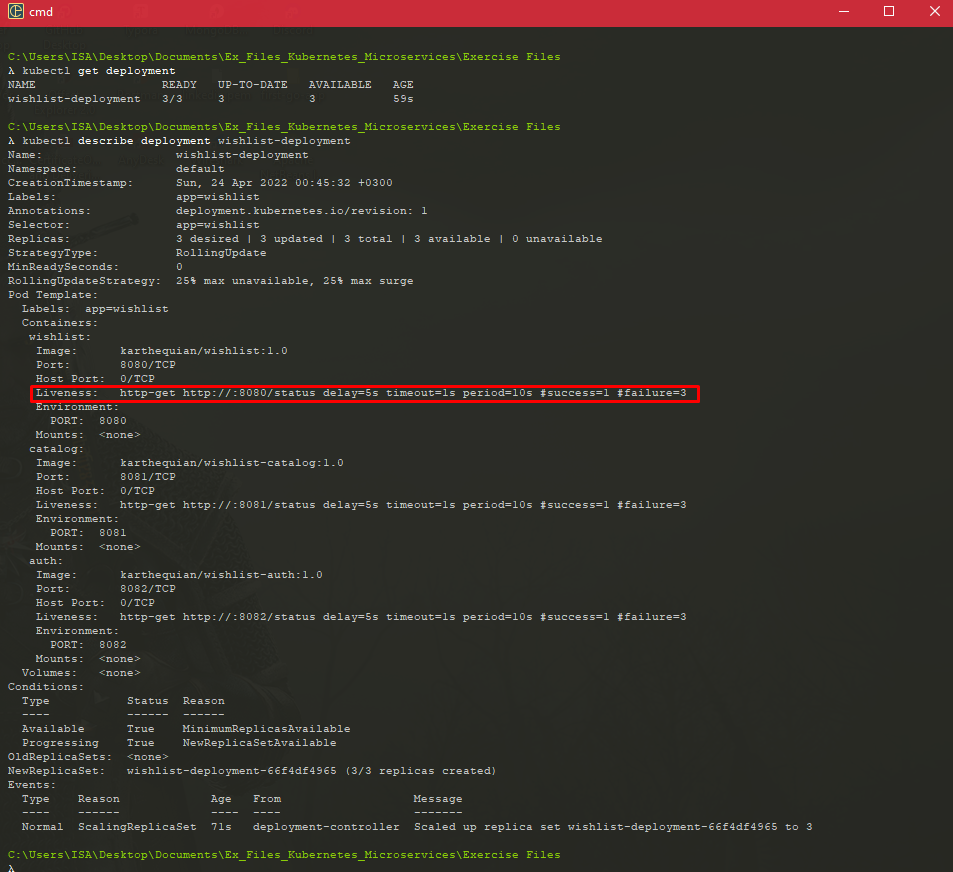 cmd
C:\Users\ISA\Desktop\Documents\Ex_Files_Kubernetes_Microservices\Exercise Files
λ kubectl get deployment
NAME                  READY   UP-TO-DATE   AVAILABLE   AGE
wishlist-deployment   3/3     3            3           59s
C:\Users\ISA\Desktop\Documents\Ex_Files_Kubernetes_Microservices\Exercise Files
λ kubectl describe deployment wishlist-deployment
Name:                   wishlist-deployment
Namespace:              default
CreationTimestamp:      Sun, 24 Apr 2022 00:45:32 +0300
Labels:                 app=wishlist
Annotations:            deployment.kubernetes.io/revision: 1
Selector:               app=wishlist
Replicas:               3 desired | 3 updated | 3 total | 3 available | 0 unavailable
StrategyType:           RollingUpdate
MinReadySeconds:        0
RollingUpdateStrategy:  25% max unavailable, 25% max surge
Pod Template:
  Labels:  app=wishlist
  Containers:
   wishlist:
    Image:      karthequian/wishlist:1.0
    Port:       8080/TCP
    Host Port:  0/TCP
    Liveness:   http-get http://:8080/status delay=5s timeout=1s period=10s #success=1 #failure=3
    Environment:
      PORT:  8080
    Mounts:  <none>
   catalog:
    Image:      karthequian/wishlist-catalog:1.0
    Port:       8081/TCP
    Host Port:  0/TCP
    Liveness:   http-get http://:8081/status delay=5s timeout=1s period=10s #success=1 #failure=3
    Environment:
      PORT:  8081
    Mounts:  <none>
   auth:
    Image:      karthequian/wishlist-auth:1.0
    Port:       8082/TCP
    Host Port:  0/TCP
    Liveness:   http-get http://:8082/status delay=5s timeout=1s period=10s #success=1 #failure=3
    Environment:
      PORT:  8082
    Mounts:  <none>
  Volumes:   <none>
Conditions:
  Type           Status  Reason
  ----           ------  ------
  Available      True    MinimumReplicasAvailable
  Progressing    True    NewReplicaSetAvailable
OldReplicaSets:  <none>
NewReplicaSet:   wishlist-deployment-66f4df4965 (3/3 replicas created)
Events:
  Type    Reason             Age   From                   Message
  ----    ------             ----  ----                   -------
  Normal  ScalingReplicaSet  71s   deployment-controller  Scaled up replica set wishlist-deployment-66f4df4965 to 3
C:\Users\ISA\Desktop\Documents\Ex_Files_Kubernetes_Microservices\Exercise Files
λ